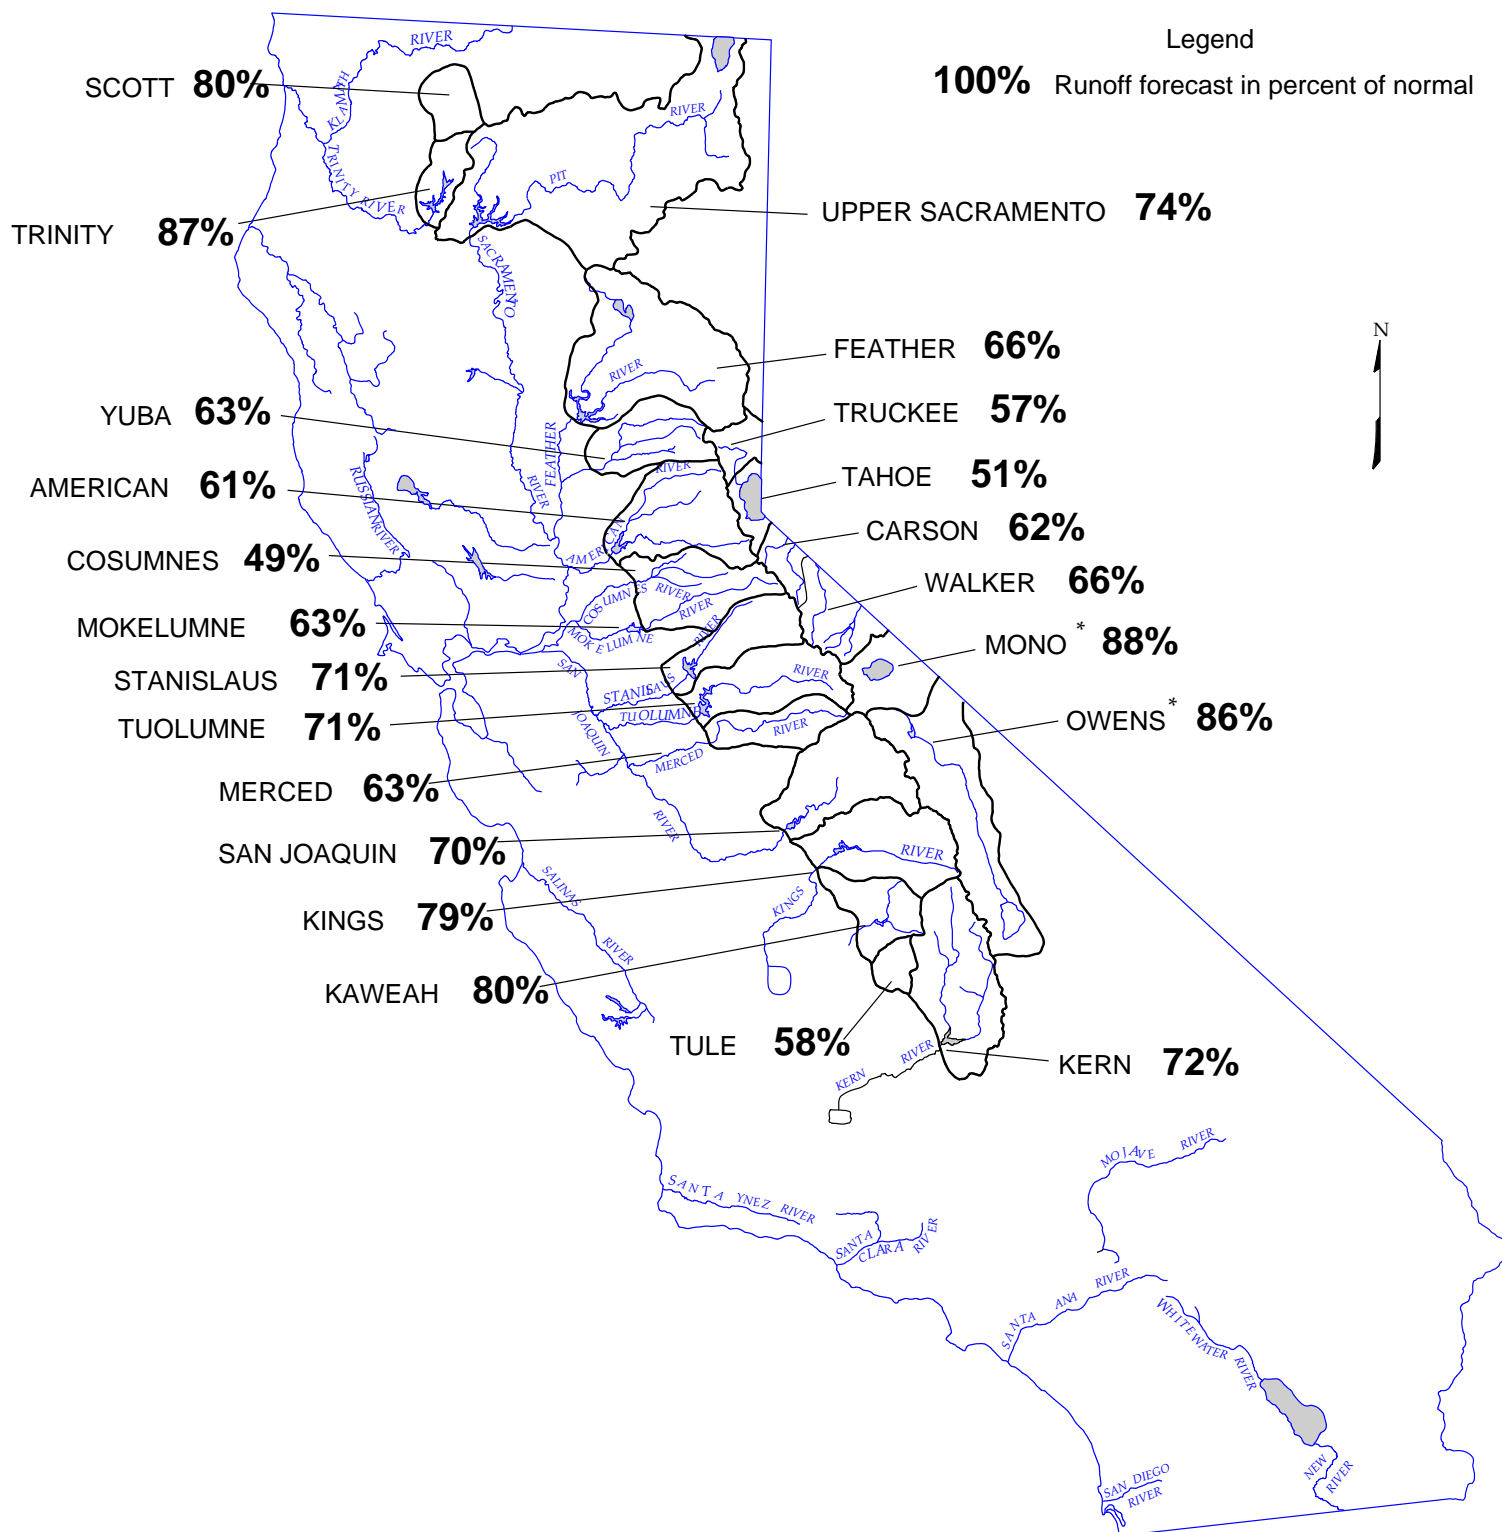 Legend
100% Runoff forecast in percent of normal
RIVER
SCOTT 80%
KLAMATH
RIVER
TRINITY RIVER
PIT
UPPER SACRAMENTO 74%
TRINITY 87%
SACRAMENTO
N
FEATHER 66%
RIVER
YUBA 63%
TRUCKEE 57%
FEATHER
RIVER
AMERICAN 61%
RIVER
TAHOE 51%
RUSSIAN RIVER
AMERICAN
CARSON 62%
COSUMNES 49%
WALKER 66%
COSUMNES RIVER
MOKELUMNE 63%
MOKELUMNE RIVER
MONO * 88%
STANISLAUS 71%
SAN JOAQUIN
STANISLAUS RIVER
RIVER
TUOLUMNE 71%
TUOLUMNE
OWENS * 86%
MERCED RIVER
MERCED 63%
RIVER
SAN JOAQUIN 70%
RIVER
SALINAS
RIVER
KINGS
KINGS 79%
KAWEAH 80%
TULE 58%
KERN RIVER
KERN 72%
MOJAVE RIVER
SANTA YNEZ RIVER
SANTA
CLARA RIVER
SANTA ANA RIVER
WHITEWATER RIVER
NEW
RIVER
SAN DIEGO
RIVER